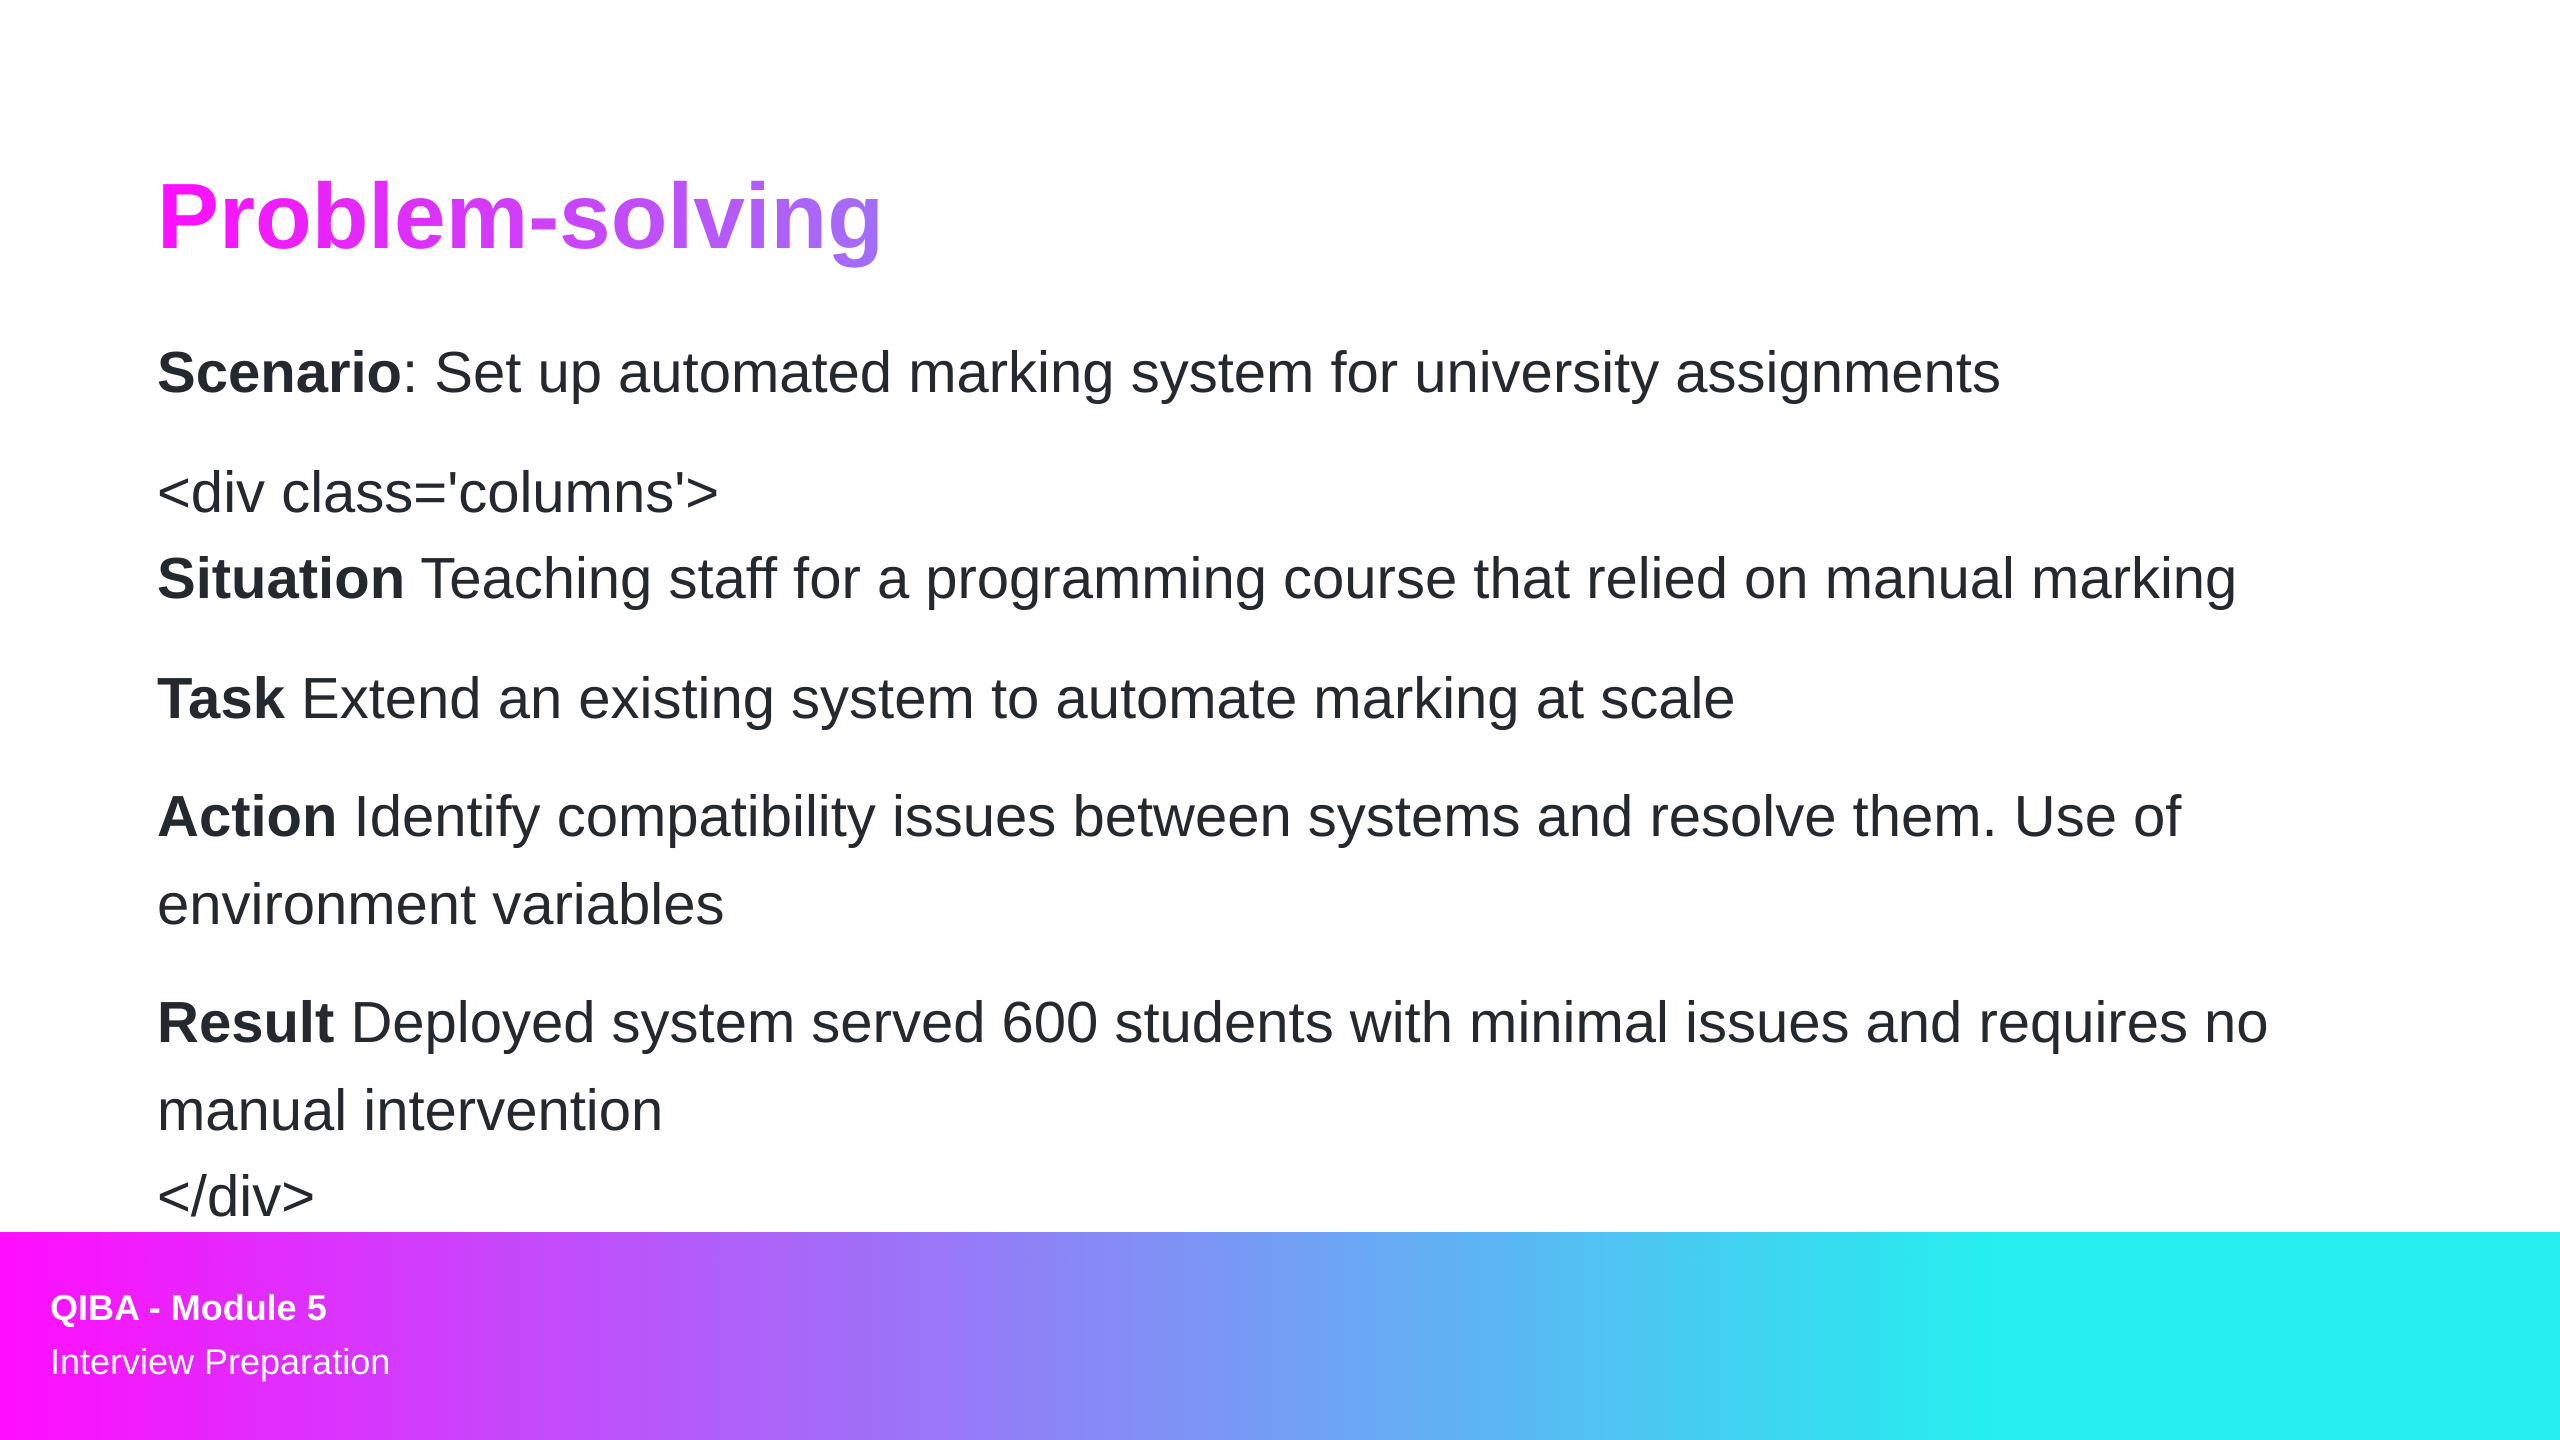 Problem-solving
Scenario: Set up automated marking system for university assignments
<div class='columns'>
Situation Teaching staff for a programming course that relied on manual marking
Task Extend an existing system to automate marking at scale
Action Identify compatibility issues between systems and resolve them. Use of
environment variables
Result Deployed system served 600 students with minimal issues and requires no
manual intervention
</div>
QIBA - Module 5
Interview Preparation